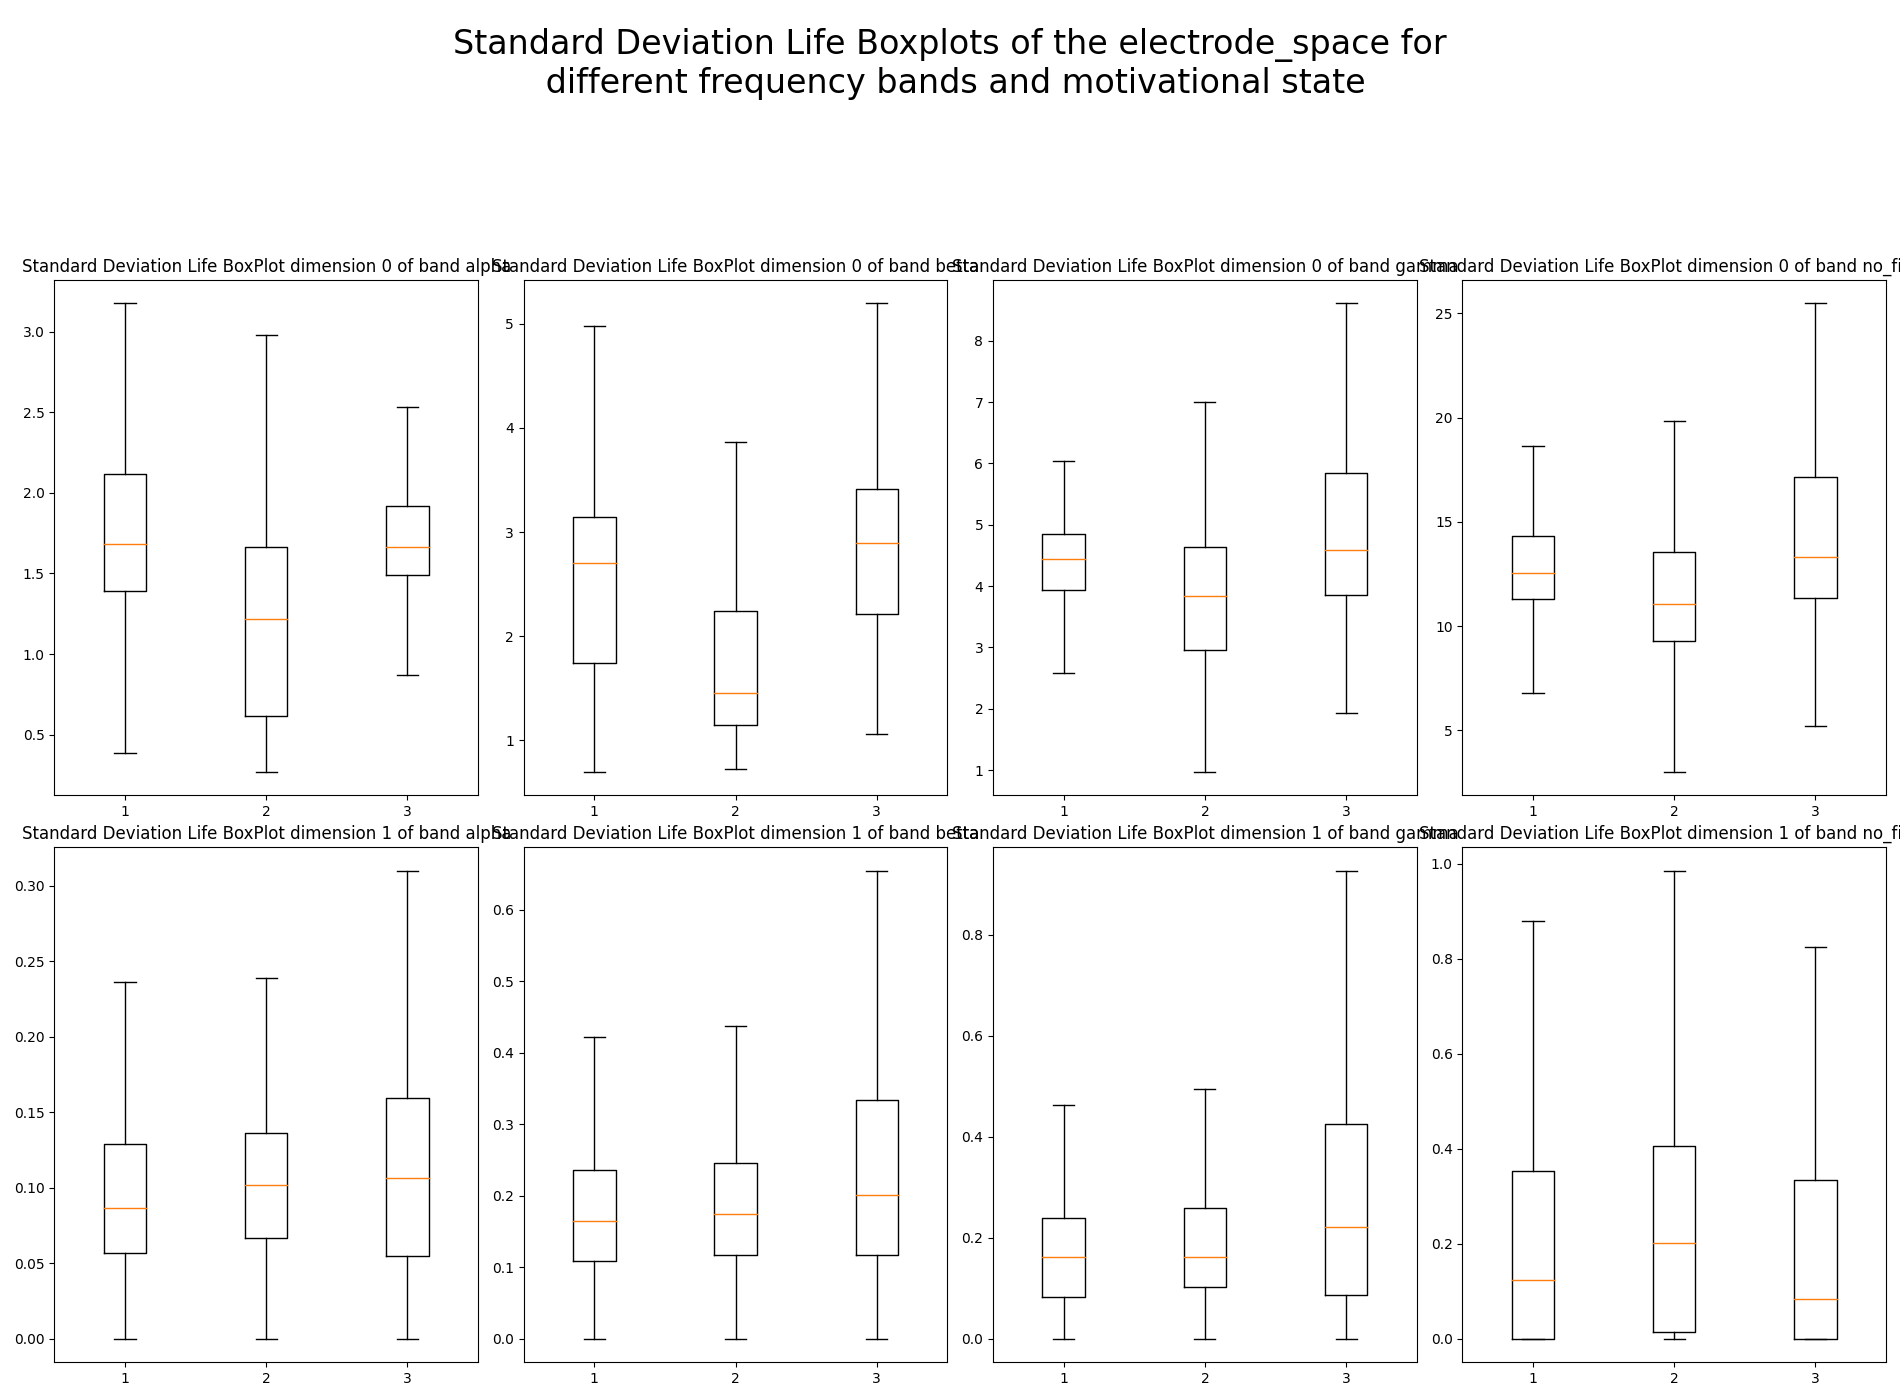 Standard Deviation Life Boxplots of the electrode_space for
different frequency bands and motivational state
Standard Deviation Life BoxPlot dimension 0 of band alpha
3.0
2.5
2.0
1.5
1.0
0.5
1 2 3
Standard Deviation Life BoxPlot dimension 0 of band betta
5
4
3
2
1
1 2 3
Standard Deviation Life BoxPlot dimension 0 of band gamma
8
7
6
5
4
3
2
1
1 2 3
Standard Deviation Life BoxPlot dimension 0 of band no_fi
25
20
15
10
5
1 2 3
Standard Deviation Life BoxPlot dimension 1 of band alpha
0.30
0.25
0.20
0.15
0.10
0.05
0.00
1 2 3
Standard Deviation Life BoxPlot dimension 1 of band betta
0.6
0.5
0.4
0.3
0.2
0.1
0.0
1 2 3
Standard Deviation Life BoxPlot dimension 1 of band gamma
0.8
0.6
0.4
0.2
0.0
1 2 3
Standard Deviation Life BoxPlot dimension 1 of band no_fi
1.0
0.8
0.6
0.4
0.2
0.0
1 2 3